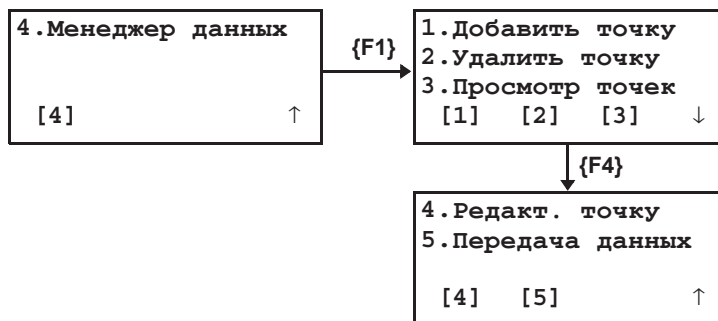 4.Менеджер данных
[4] ↑
{F1}
1.Добавить точку
2.Удалить точку
3.Просмотр точек
[1] [2] [3] ↓
{F4}
4.Редакт. точку
5.Передача данных
[4] [5] ↑